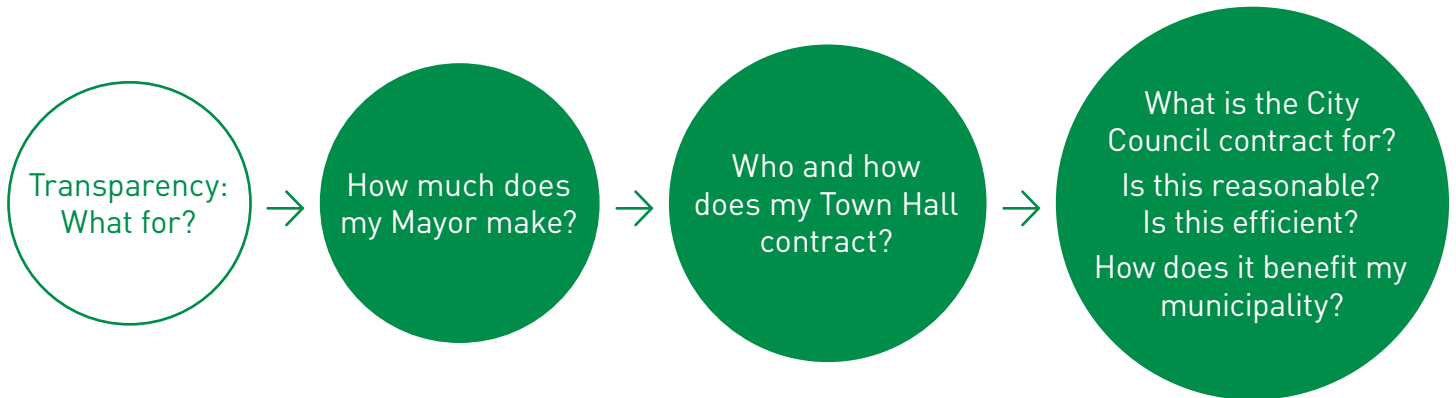 Transparency:
What for?
How much does
my Mayor make?
Who and how
does my Town Hall
contract?
What is the City
Council contract for?
Is this reasonable?
Is this efficient?
How does it benefit my
municipality?